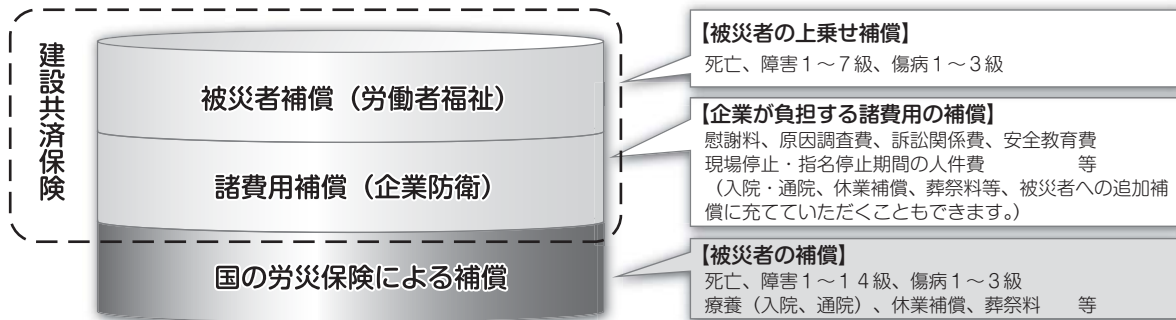 建設共済保険
被災者補償（労働者福祉）
諸費用補償（企業防衛）
国の労災保険による補償
【被災者の上乗せ補償】
死亡、障害１～７級、傷病１～３級
【企業が負担する諸費用の補償】
慰謝料、原因調査費、訴訟関係費、安全教育費
現場停止・指名停止期間の人件費　　　　　等
（入院・通院、休業補償、葬祭料等、被災者への追加補
償に充てていただくこともできます。）
【被災者の補償】
死亡、障害１～１４級、傷病１～３級
療養（入院、通院）、休業補償、葬祭料　　等